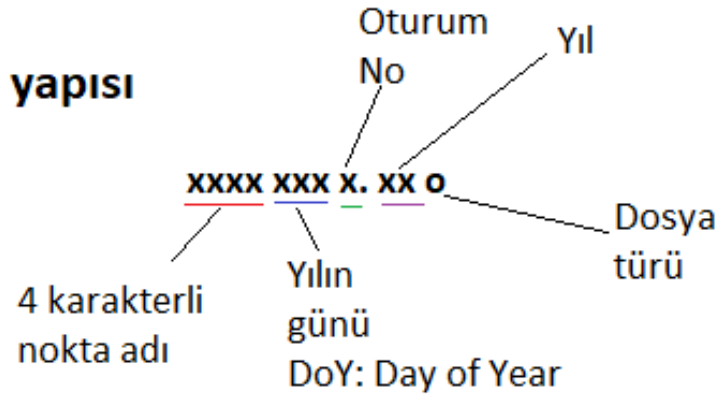 Oturum
No
Yıl
yapısı
xxxx xxx x. xx o
Dosya
türü
Yılın
günü
DoY: Day of Year
4 karakterli
nokta adı